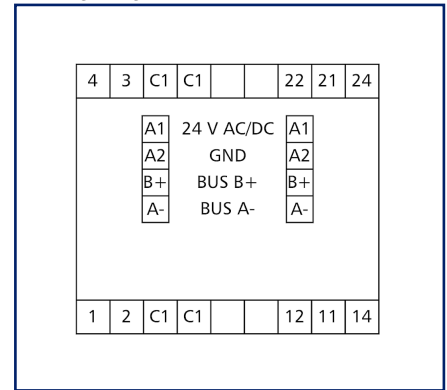 4 3 C1 C1 22 21 24
A1 24 V AC/DC A1
A2 GND A2
B+ BUS B+ B+
A- BUS A- A-
1 2 C1 C1 12 11 14